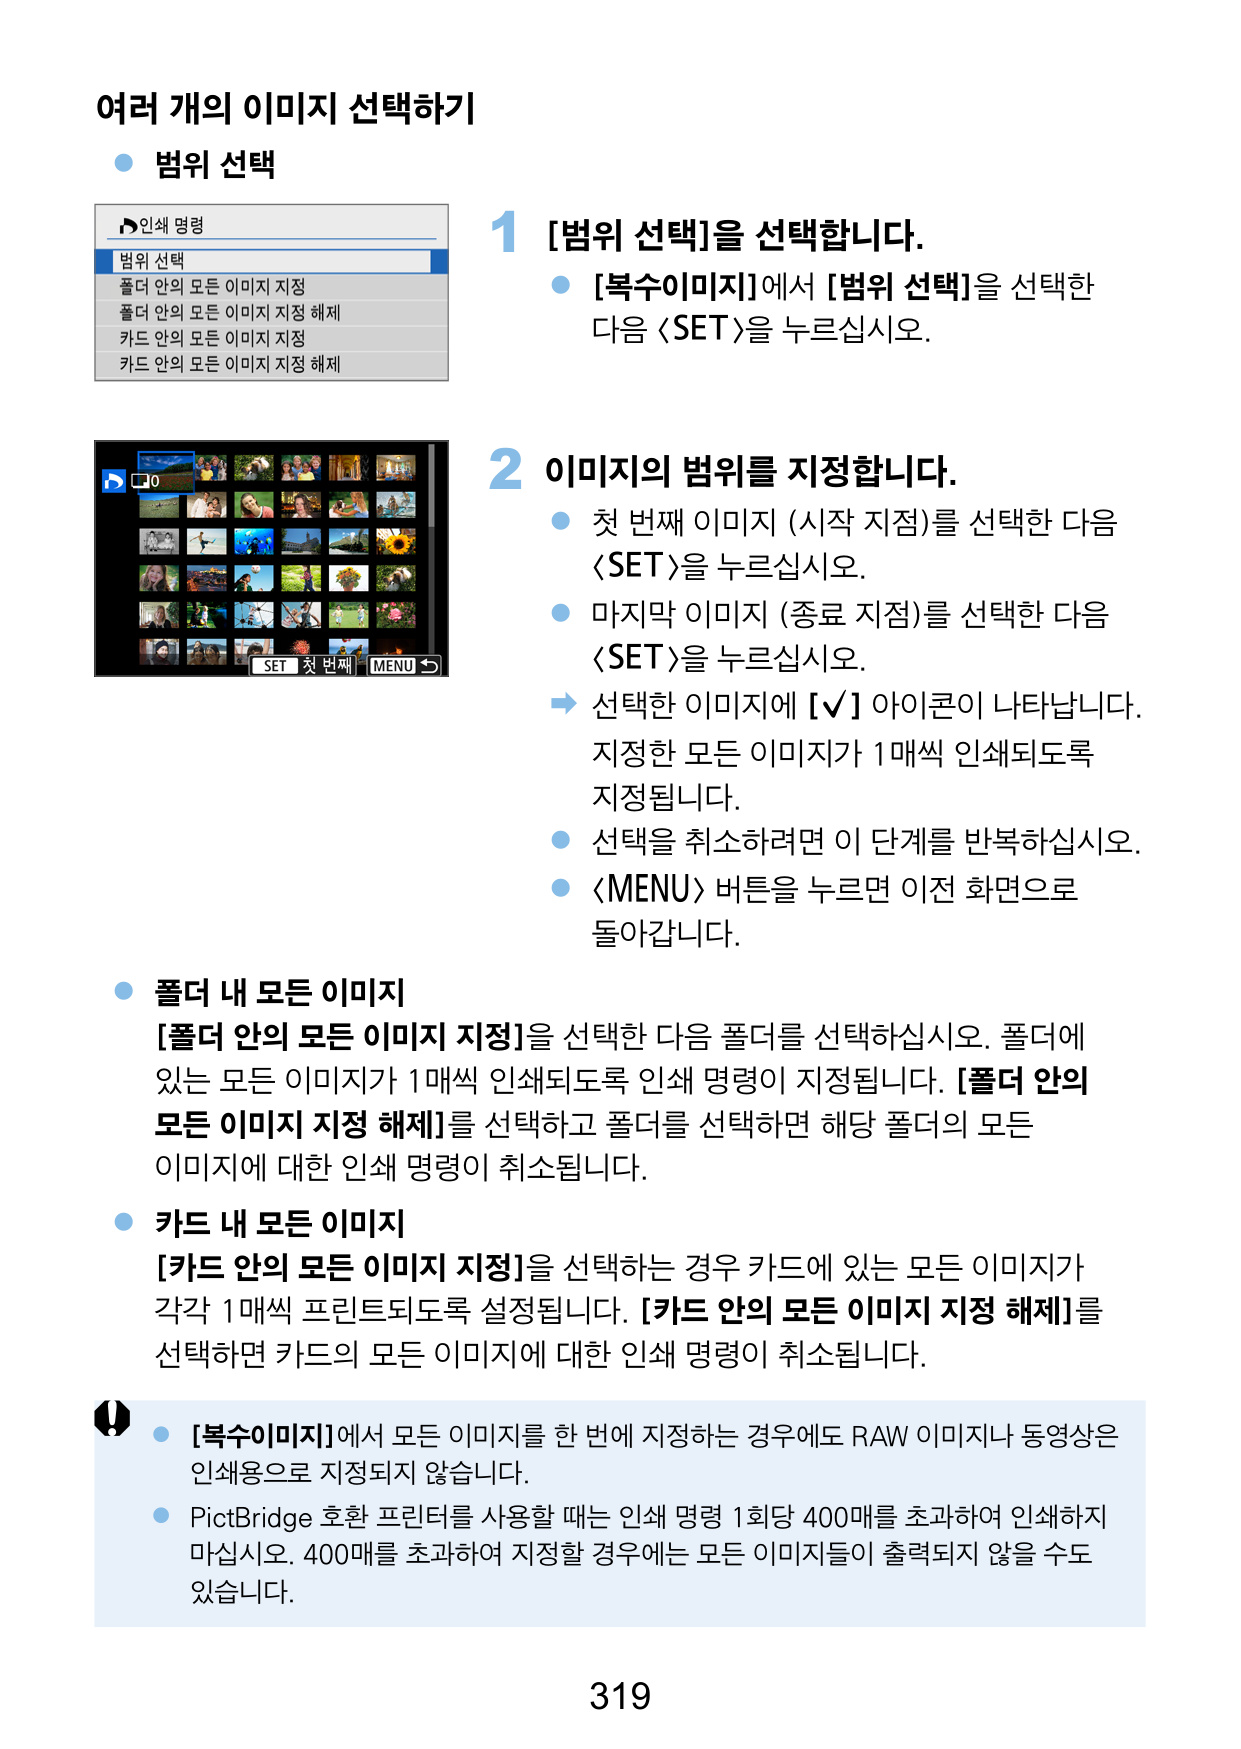 여러 개의 이미지 선택하기
● 범위 선택
인쇄 명령
범위 선택
폴더 안의 모든 이미지 지정
폴더 안의 모든 이미지 지정 해제
카드 안의 모든 이미지 지정
카드 안의 모든 이미지 지정 해제
1 [범위 선택]을 선택합니다.
● [복수이미지]에서 [범위 선택]을 선택한
다음 〈SET〉을 누르십시오.
0
SET 첫 번째 MENU
2 이미지의 범위를 지정합니다.
● 첫 번째 이미지 (시작 지점)를 선택한 다음
〈SET〉을 누르십시오.
● 마지막 이미지 (종료 지점)를 선택한 다음
〈SET〉을 누르십시오.
➡ 선택한 이미지에 [✓] 아이콘이 나타납니다.
지정한 모든 이미지가 1매씩 인쇄되도록
지정됩니다.
● 선택을 취소하려면 이 단계를 반복하십시오.
● 〈MENU〉 버튼을 누르면 이전 화면으로
돌아갑니다.
● 폴더 내 모든 이미지
[폴더 안의 모든 이미지 지정]을 선택한 다음 폴더를 선택하십시오. 폴더에
있는 모든 이미지가 1매씩 인쇄되도록 인쇄 명령이 지정됩니다. [폴더 안의
모든 이미지 지정 해제]를 선택하고 폴더를 선택하면 해당 폴더의 모든
이미지에 대한 인쇄 명령이 취소됩니다.
● 카드 내 모든 이미지
[카드 안의 모든 이미지 지정]을 선택하는 경우 카드에 있는 모든 이미지가
각각 1매씩 프린트되도록 설정됩니다. [카드 안의 모든 이미지 지정 해제]를
선택하면 카드의 모든 이미지에 대한 인쇄 명령이 취소됩니다.
● [복수이미지]에서 모든 이미지를 한 번에 지정하는 경우에도 RAW 이미지나 동영상은
인쇄용으로 지정되지 않습니다.
● PictBridge 호환 프린터를 사용할 때는 인쇄 명령 1회당 400매를 초과하여 인쇄하지
마십시오. 400매를 초과하여 지정할 경우에는 모든 이미지들이 출력되지 않을 수도
있습니다.
319